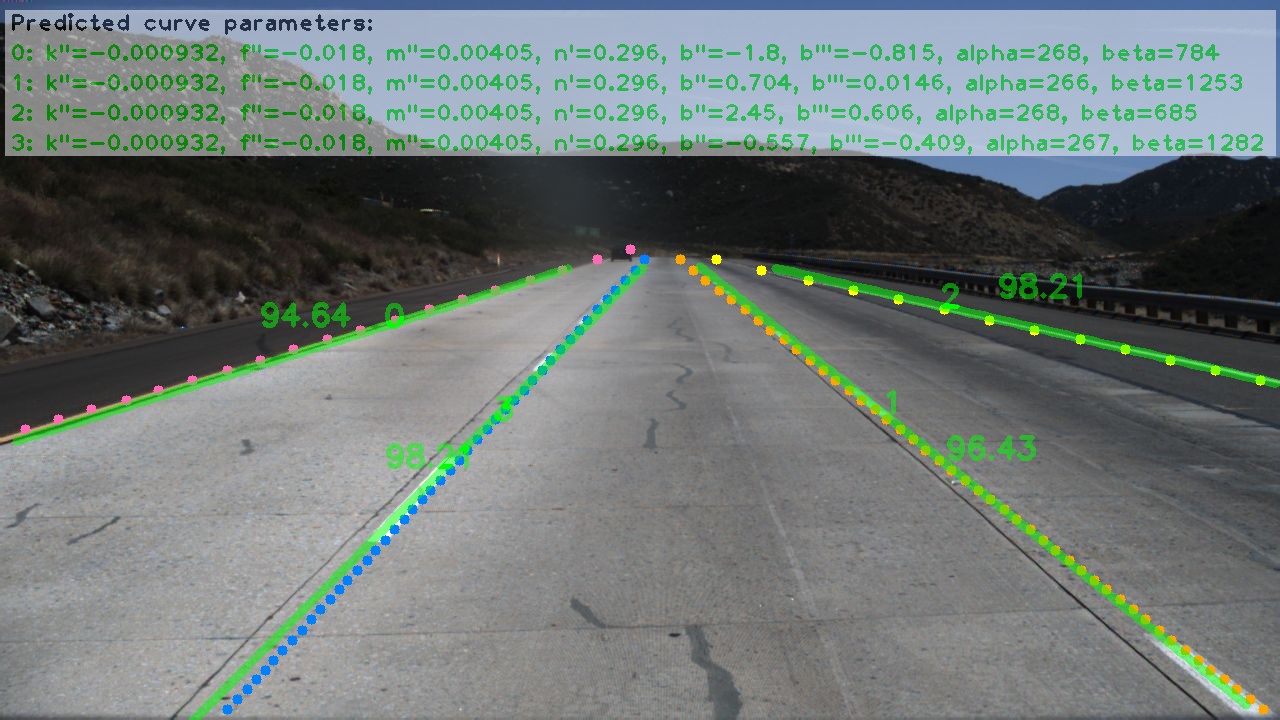 Predicted curve parameters:
0: k''=-0.000932, f''=-0.018, m''=0.00405, n'=0.296, b''=-1.8, b'''=-0.815, alpha=268, beta=784
1: k''=-0.000932, f''=-0.018, m''=0.00405, n'=0.296, b''=0.704, b'''=0.0146, alpha=266, beta=1253
2: k''=-0.000932, f''=-0.018, m''=0.00405, n'=0.296, b''=2.45, b'''=0.606, alpha=268, beta=685
3: k''=-0.000932, f''=-0.018, m''=0.00405, n'=0.296, b''=-0.557, b'''=-0.409, alpha=267, beta=1282
2 98.21
94.64 0
1
96.43